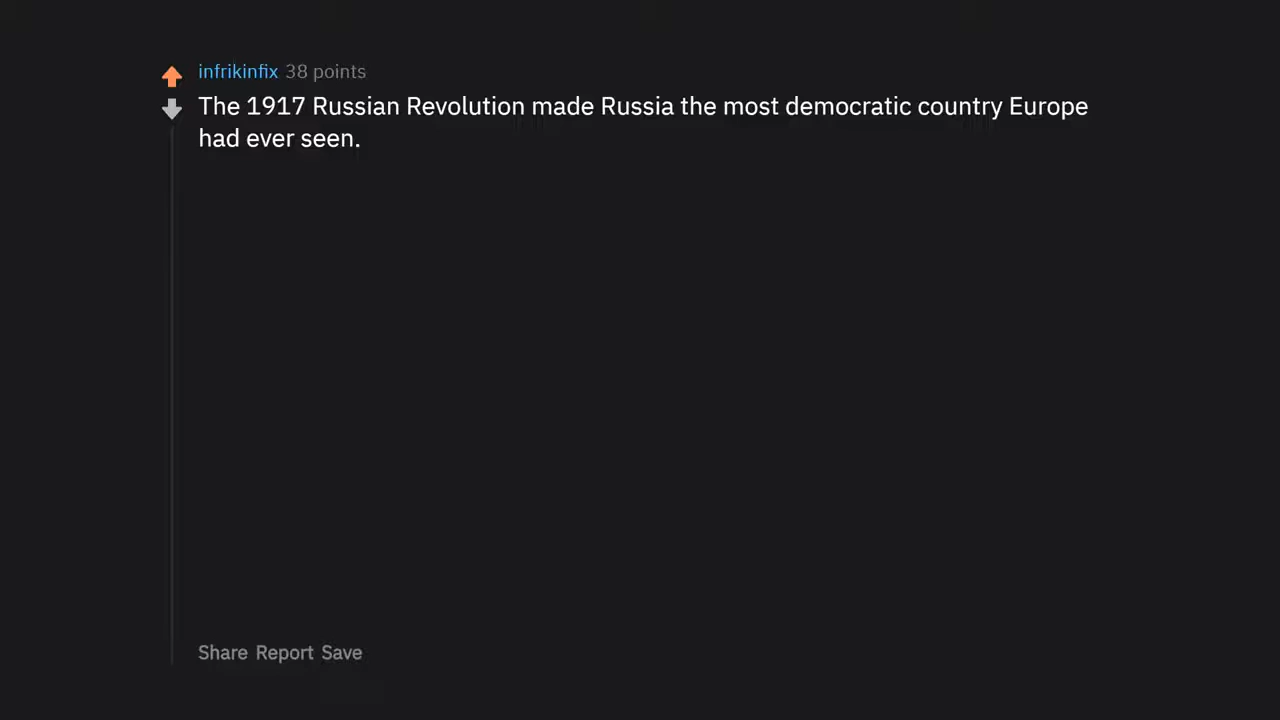 infrikinfix 38 points
The 1917 Russian Revolution made Russia the most democratic country Europe
had ever seen.
Share Report Save